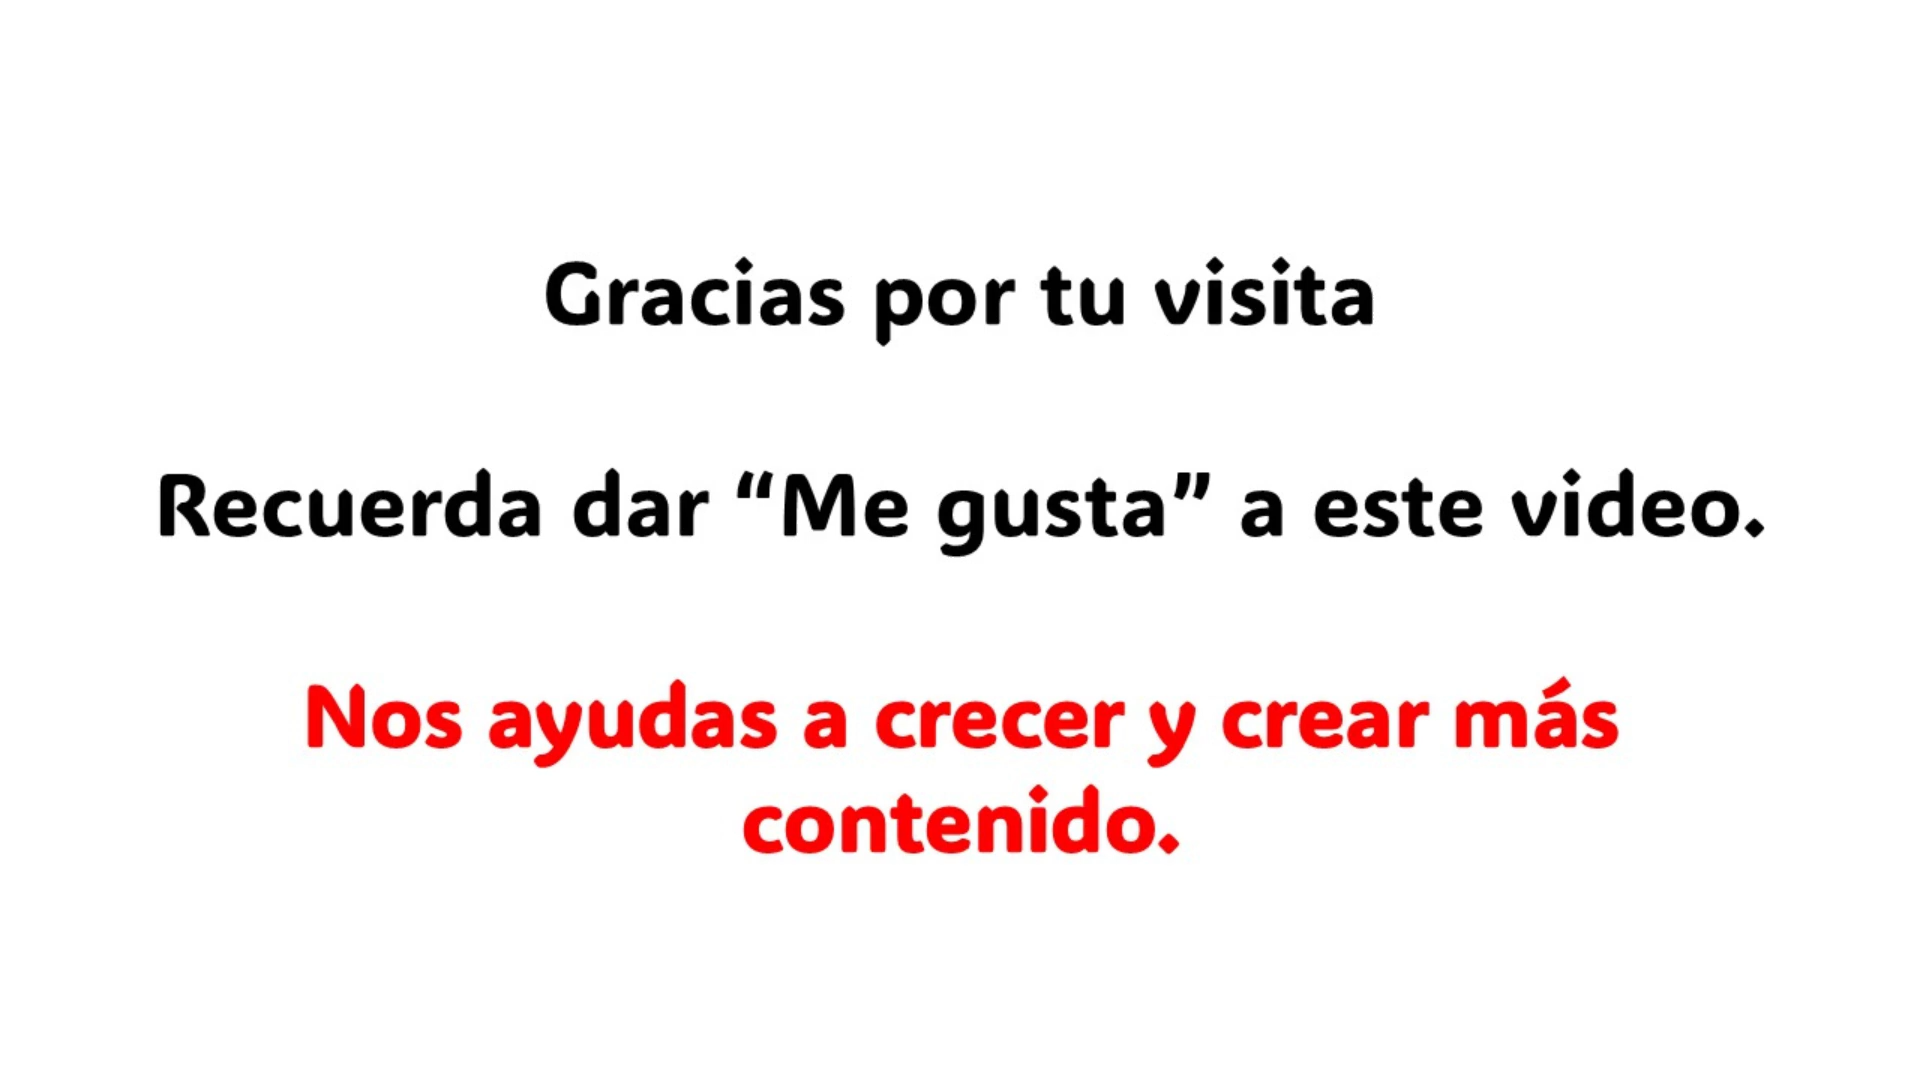 Gracias por tu visita
Recuerda dar “Me gusta” a este video.
Nos ayudas a crecer y crear más
contenido.